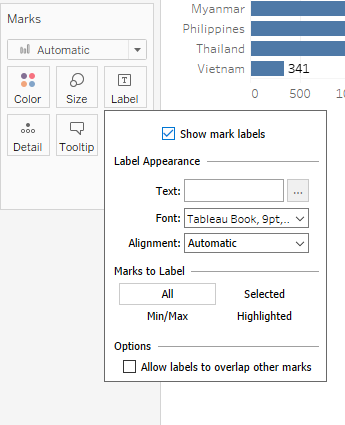 Marks
Automatic
Color
Size
Label
Detail
Tooltip
Myanmar
Philippines
Thailand
Vietnam 341
0 500
Show mark labels
Label Appearance
Text:
...
Font: Tableau Book, 9pt,...
Alignment: Automatic
Marks to Label
All Selected
Min/Max Highlighted
Options
Allow labels to overlap other marks